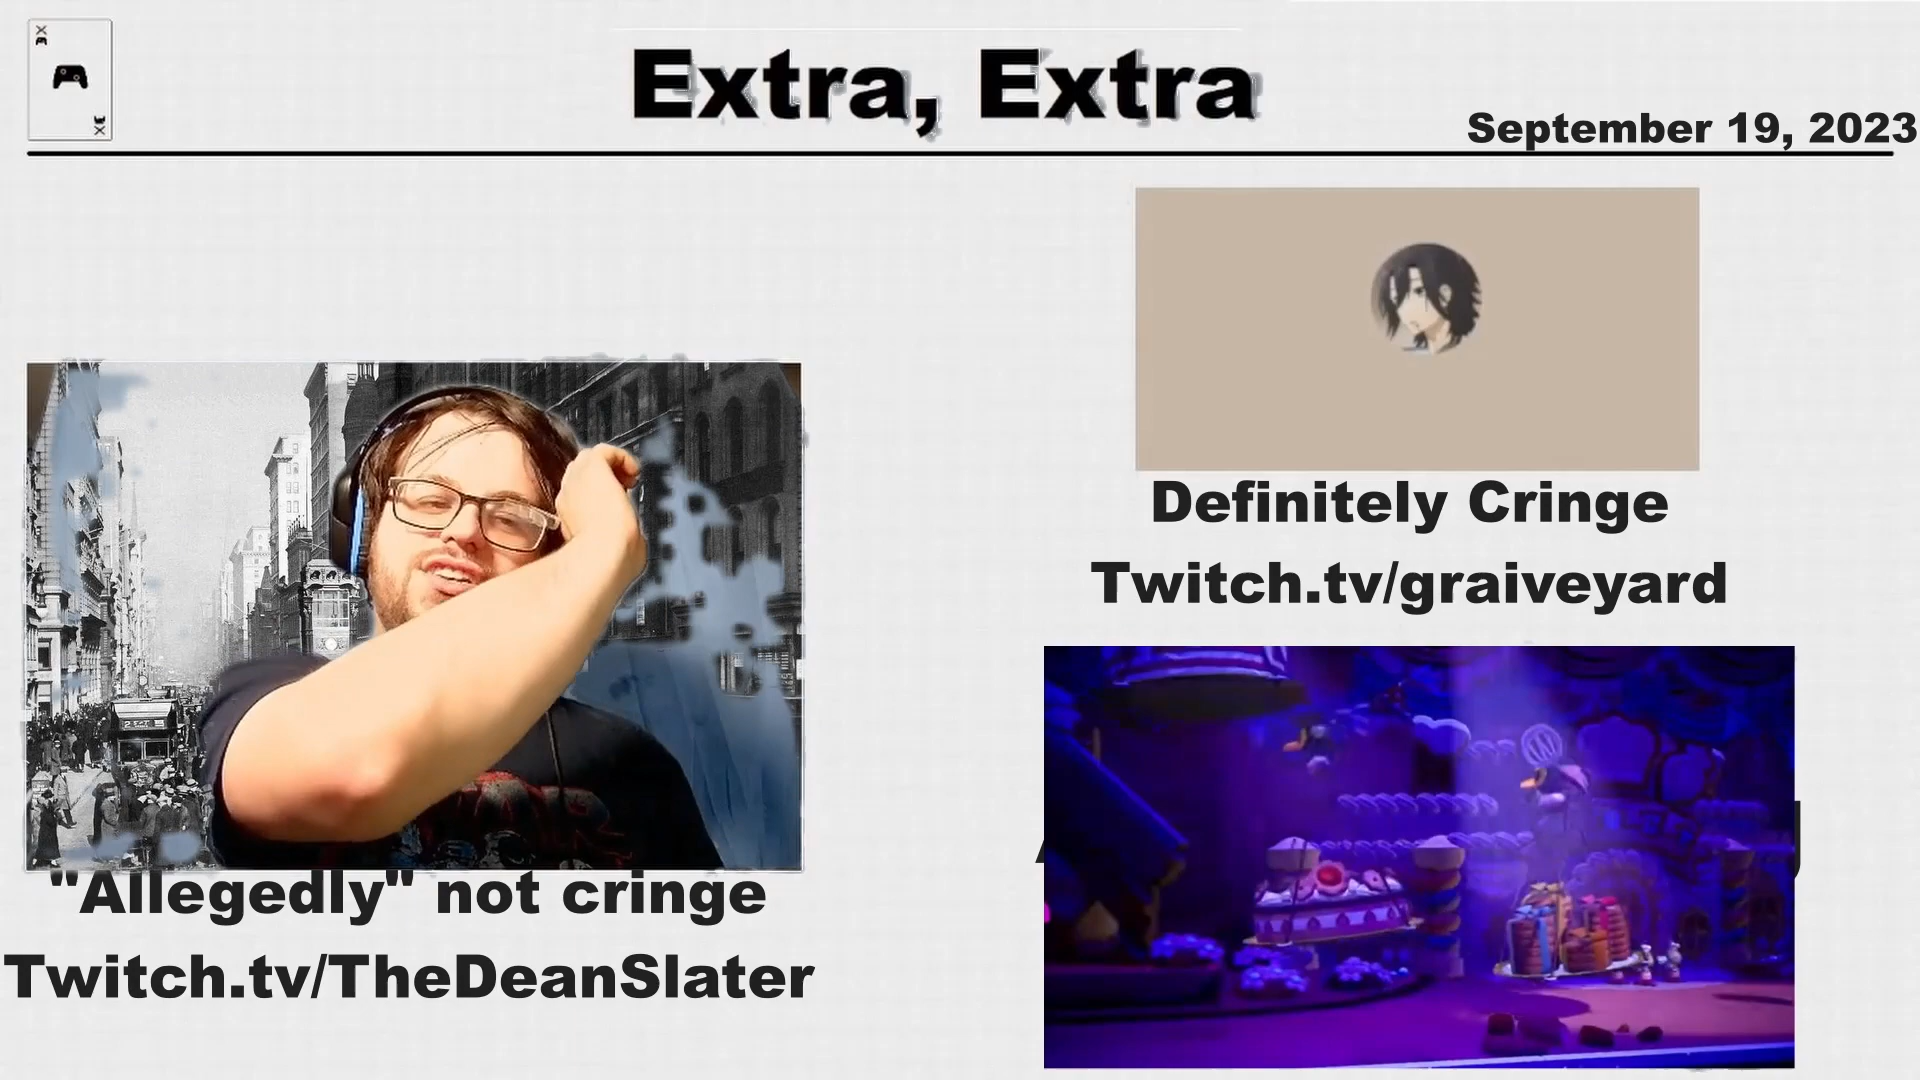 Extra, Extra
September 19, 2023
"Allegedly" not cringe
Twitch.tv/TheDeanSlater
Definitely Cringe
Twitch.tv/graiveyard